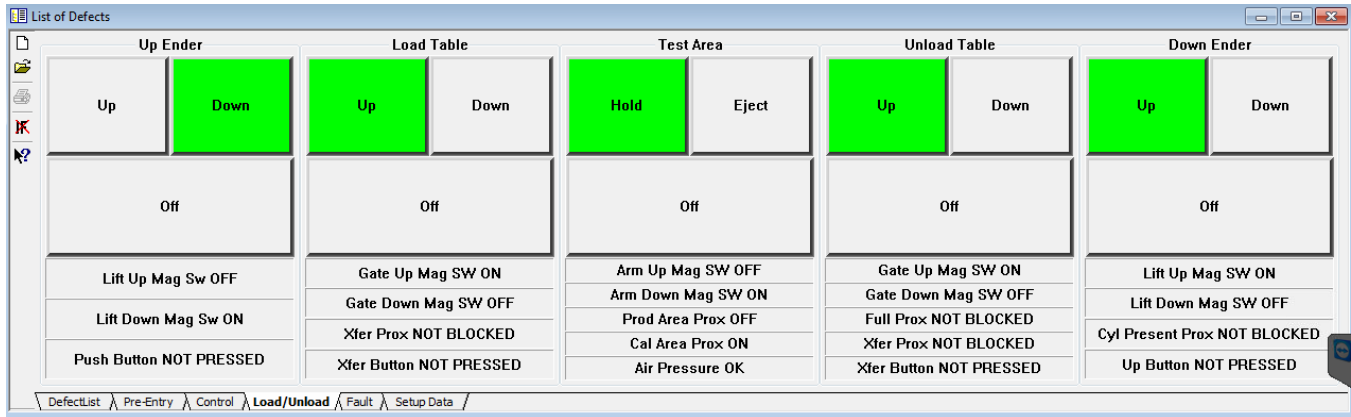 List of Defects
Up Ender
Up
Down
Off
Lift Up Mag Sw OFF
Lift Down Mag Sw ON
Push Button NOT PRESSED
Load Table
Up
Down
Off
Gate Up Mag SW ON
Gate Down Mag SW OFF
Xfer Prox NOT BLOCKED
Xfer Button NOT PRESSED
Test Area
Hold
Eject
Off
Arm Up Mag SW OFF
Arm Down Mag SW ON
Prod Area Prox OFF
Cal Area Prox ON
Air Pressure OK
Unload Table
Up
Down
Off
Gate Up Mag SW ON
Gate Down Mag SW OFF
Full Prox NOT BLOCKED
Xfer Prox NOT BLOCKED
Xfer Button NOT PRESSED
Down Ender
Up
Down
Off
Lift Up Mag SW ON
Lift Down Mag SW OFF
Cyl Present Prox NOT BLOCKED
Up Button NOT PRESSED
DefectList Pre-Entry Control Load/Unload Fault Setup Data